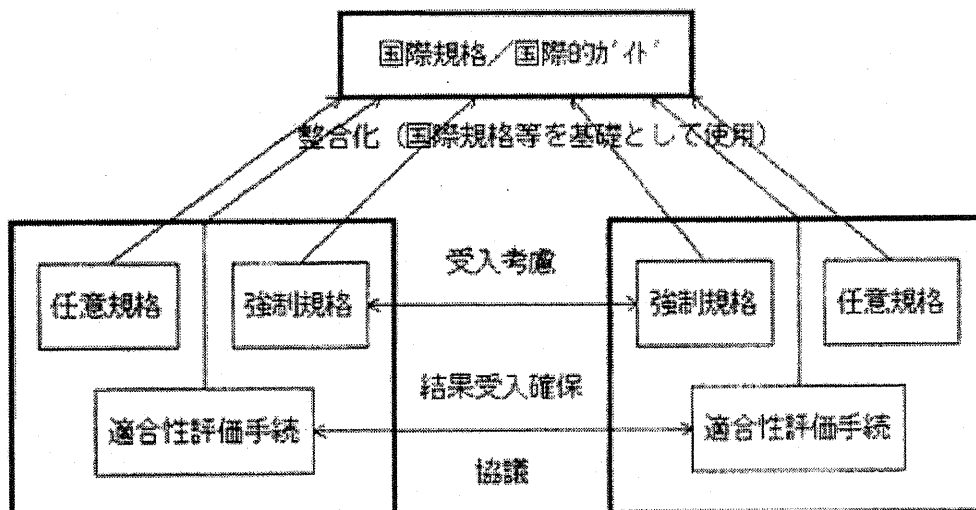 国際規格／国際的ｶﾞｲﾄﾞ
整合化（国際規格等を基礎として使用）
受入考慮
任意規格
強制規格
強制規格
任意規格
結果受入確保
適合性評価手続
適合性評価手続
協議